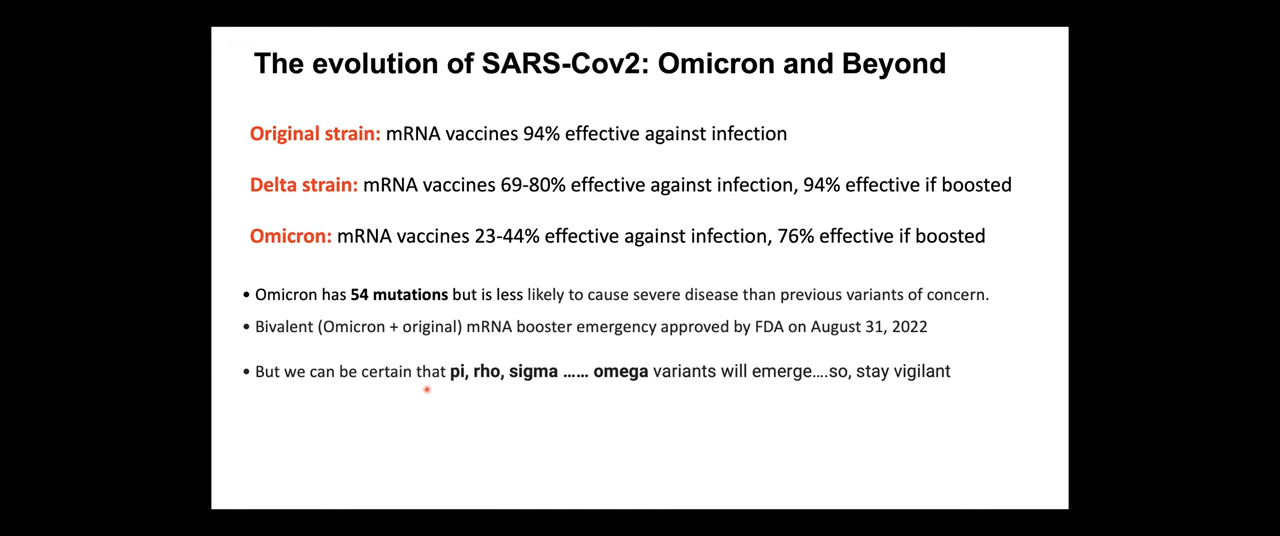 The evolution of SARS-Cov2: Omicron and Beyond
Original strain: mRNA vaccines 94% effective against infection
Delta strain: mRNA vaccines 69-80% effective against infection, 94% effective if boosted
Omicron: mRNA vaccines 23-44% effective against infection, 76% effective if boosted
• Omicron has 54 mutations but is less likely to cause severe disease than previous variants of concern.
• Bivalent (Omicron + original) mRNA booster emergency approved by FDA on August 31, 2022
• But we can be certain that pi, rho, sigma …… omega variants will emerge….so, stay vigilant